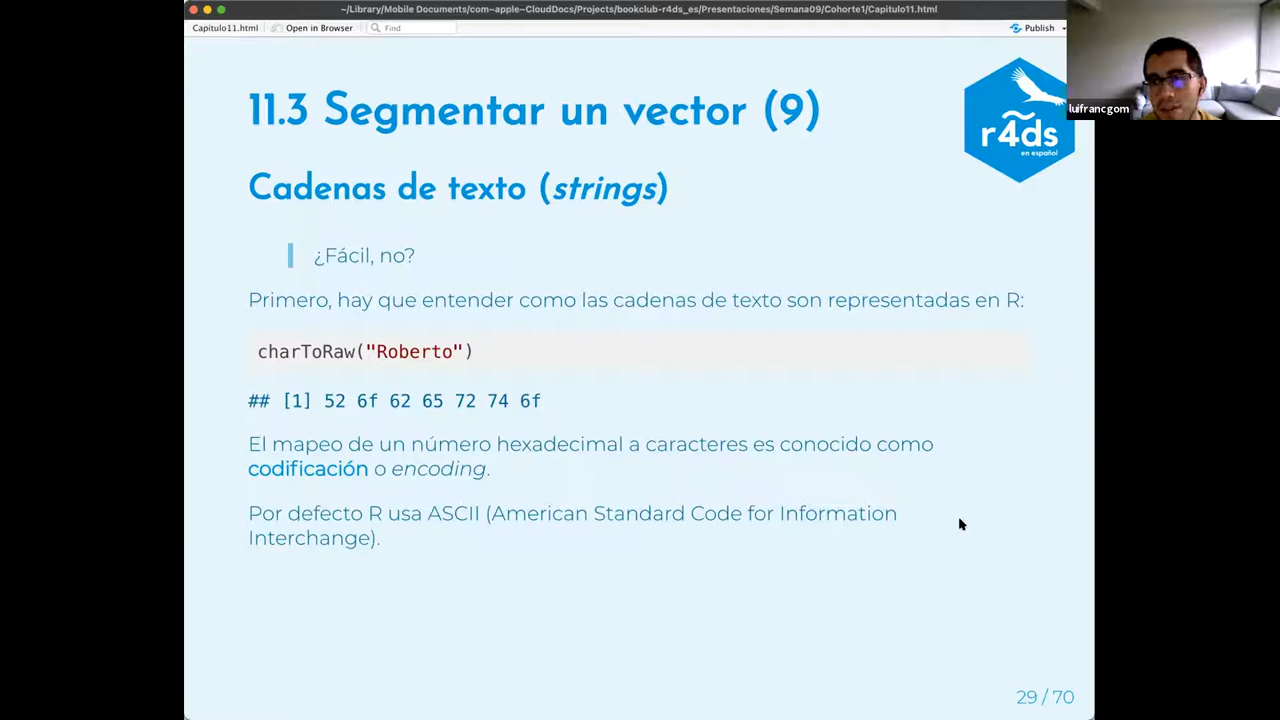 ~/Library/Mobile Documents/com~apple~CloudDocs/Projects/bookclub-r4ds_es/Presentaciones/Semana09/Cohorte1/Capitulo11.html
Capitulo11.html Open in Browser Find Publish
11.3 Segmentar un vector (9)
r4ds
en español
luifrancgom
Cadenas de texto (strings)
¿Fácil, no?
Primero, hay que entender como las cadenas de texto son representadas en R:
charToRaw("Roberto")
## [1] 52 6f 62 65 72 74 6f
El mapeo de un número hexadecimal a caracteres es conocido como
codificación o encoding.
Por defecto R usa ASCII (American Standard Code for Information
Interchange).
29 / 70